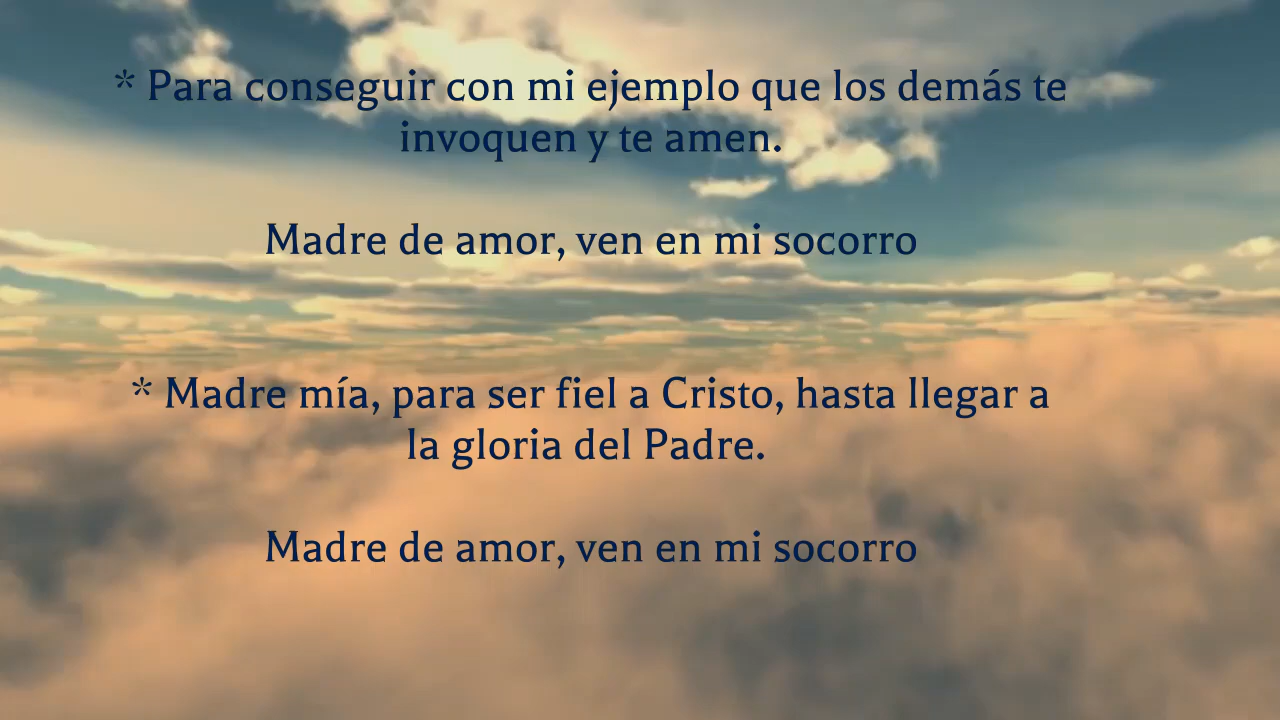 * Para conseguir con mi ejemplo que los demás te
invoquen y te amen.
Madre de amor, ven en mi socorro
* Madre mía, para ser fiel a Cristo, hasta llegar a
la gloria del Padre.
Madre de amor, ven en mi socorro